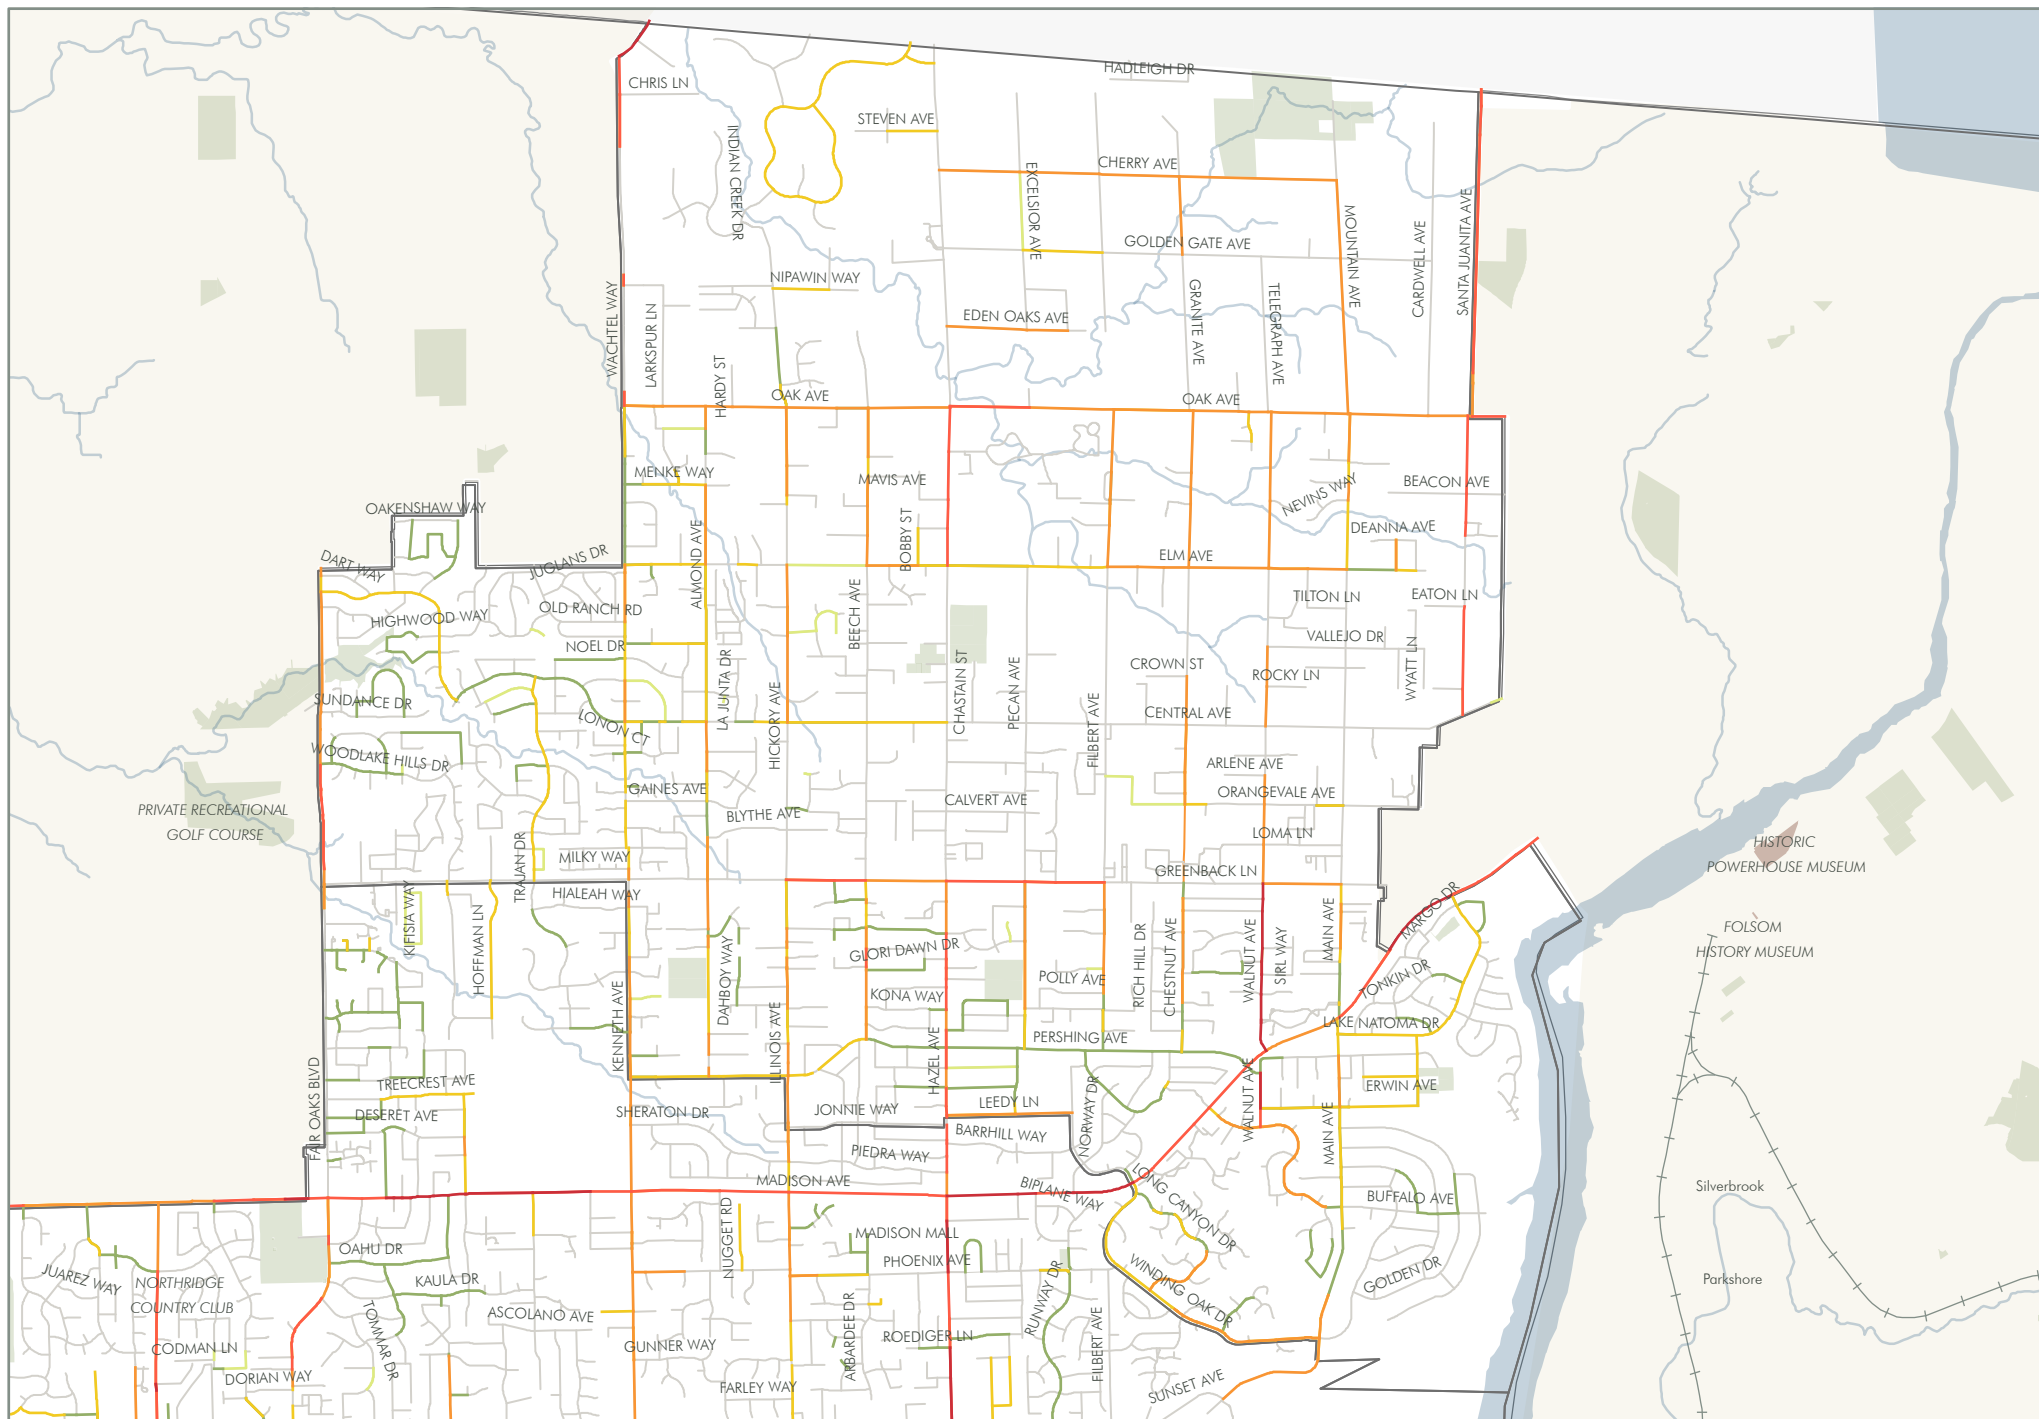 HADLEIGH DR
CHRIS LN
STEVEN AVE
INDIAN CREEK DR
CHERRY AVE
EXCELSIOR AVE
GOLDEN GATE AVE
MOUNTAIN AVE
CARDWELL AVE
SANTA JUANITA AVE
NIPAWIN WAY
WACHTEL WAY
LARKSPUR LN
EDEN OAKS AVE
GRANITE AVE
TELEGRAPH AVE
HARDY ST
OAK AVE
OAK AVE
MENKE WAY
MAVIS AVE
BEACON AVE
NEVINS WAY
OAKENSHAW WAY
DEANNA AVE
BOBBY ST
ALMOND AVE
ELM AVE
DART WAY
JUGLANS DR
OLD RANCH RD
TILTON LN
EATON LN
HIGHWOOD WAY
BEECH AVE
NOEL DR
VALLEJO DR
CROWN ST
ROCKY LN
WYATT LN
LA JUNTA DR
CHASTAIN ST
PECAN AVE
SUNDANCE DR
LONON CT
HICKORY AVE
FILBERT AVE
CENTRAL AVE
WOODLAKE HILLS DR
ARLENE AVE
GAINES AVE
ORANGEVALE AVE
CALVERT AVE
BLYTHE AVE
PRIVATE RECREATIONAL
GOLF COURSE
LOMA LN
HISTORIC
POWERHOUSE MUSEUM
MILKY WAY
TRAJAN DR
GREENBACK LN
HIALEAH WAY
KIFISIA WAY
HOFFMAN LN
MARGO DR
FOLSOM
HISTORY MUSEUM
GLORI DAWN DR
DAHBOY WAY
RICH HILL DR
CHESTNUT AVE
WALNUT AVE
SIRL WAY
MAIN AVE
POLLY AVE
TONKIN DR
KONA WAY
KENNETH AVE
ILLINOIS AVE
HAZEL AVE
PERSHING AVE
LAKE NATOMA DR
FAIR OAKS BLVD
TREECREST AVE
ERWIN AVE
DESERET AVE
SHERATON DR
JONNIE WAY
LEEDY LN
NORWAY DR
WALNUT AVE
MAIN AVE
BARRHILL WAY
PIEDRA WAY
MADISON AVE
BIPLANE WAY
LONG CANYON DR
BUFFALO AVE
Silverbrook
NUGGET RD
MADISON MALL
OAHU DR
PHOENIX AVE
JUAREZ WAY
NORTHRIDGE
COUNTRY CLUB
KAULA DR
RUNWAY DR
WINDING OAK DR
GOLDEN DR
Parkshore
TOMMAR DR
ASCOLANO AVE
ARBARDEE DR
ROEDIGER LN
FILBERT AVE
CODMAN LN
GUNNER WAY
DORIAN WAY
FARLEY WAY
SUNSET AVE